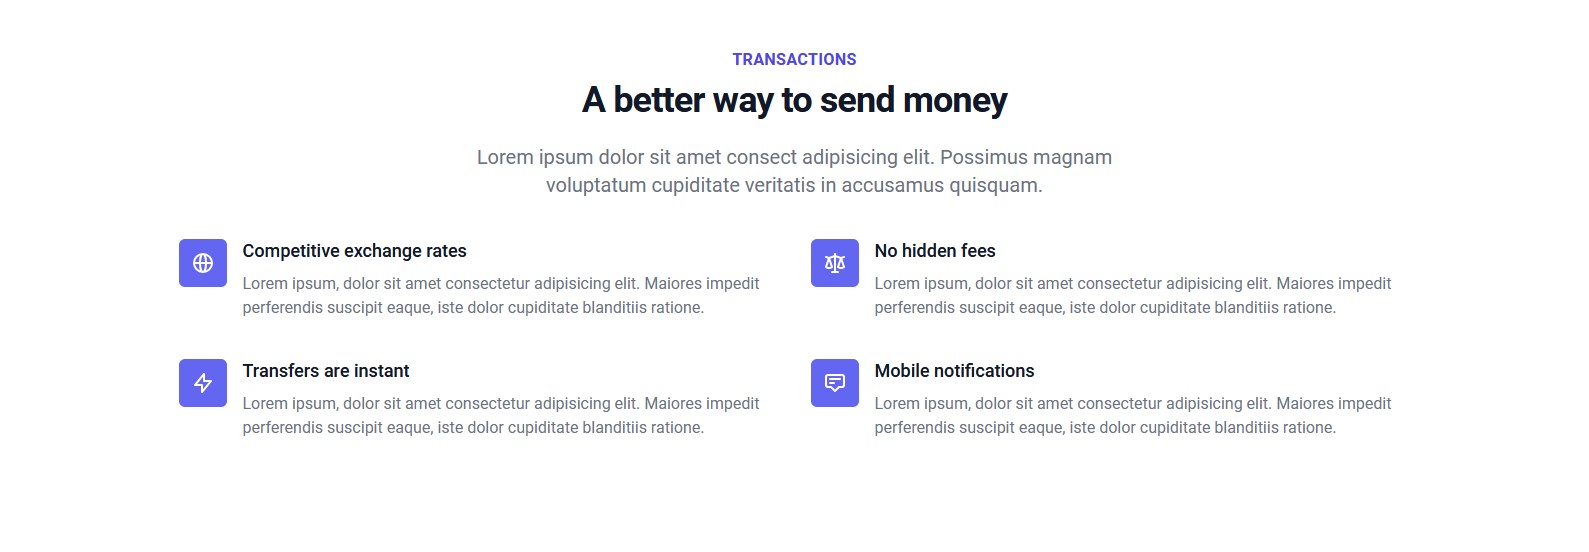 TRANSACTIONS
A better way to send money
Lorem ipsum dolor sit amet consect adipisicing elit. Possimus magnam
voluptatum cupiditate veritatis in accusamus quisquam.
Competitive exchange rates
Lorem ipsum, dolor sit amet consectetur adipisicing elit. Maiores impedit
perferendis suscipit eaque, iste dolor cupiditate blanditiis ratione.
No hidden fees
Lorem ipsum, dolor sit amet consectetur adipisicing elit. Maiores impedit
perferendis suscipit eaque, iste dolor cupiditate blanditiis ratione.
Transfers are instant
Lorem ipsum, dolor sit amet consectetur adipisicing elit. Maiores impedit
perferendis suscipit eaque, iste dolor cupiditate blanditiis ratione.
Mobile notifications
Lorem ipsum, dolor sit amet consectetur adipisicing elit. Maiores impedit
perferendis suscipit eaque, iste dolor cupiditate blanditiis ratione.